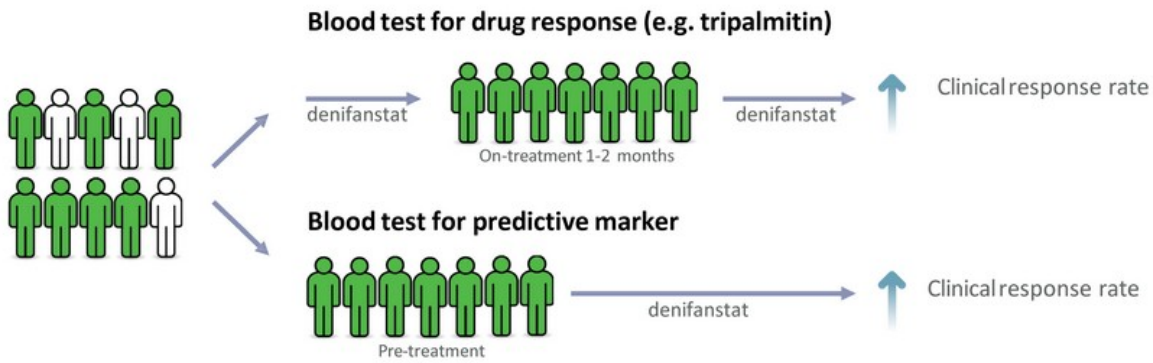 Blood test for drug response (e.g. tripalmitin)
denifanstat
On-treatment 1-2 months
denifanstat
Clinical response rate
Blood test for predictive marker
Pre-treatment
denifanstat
Clinical response rate